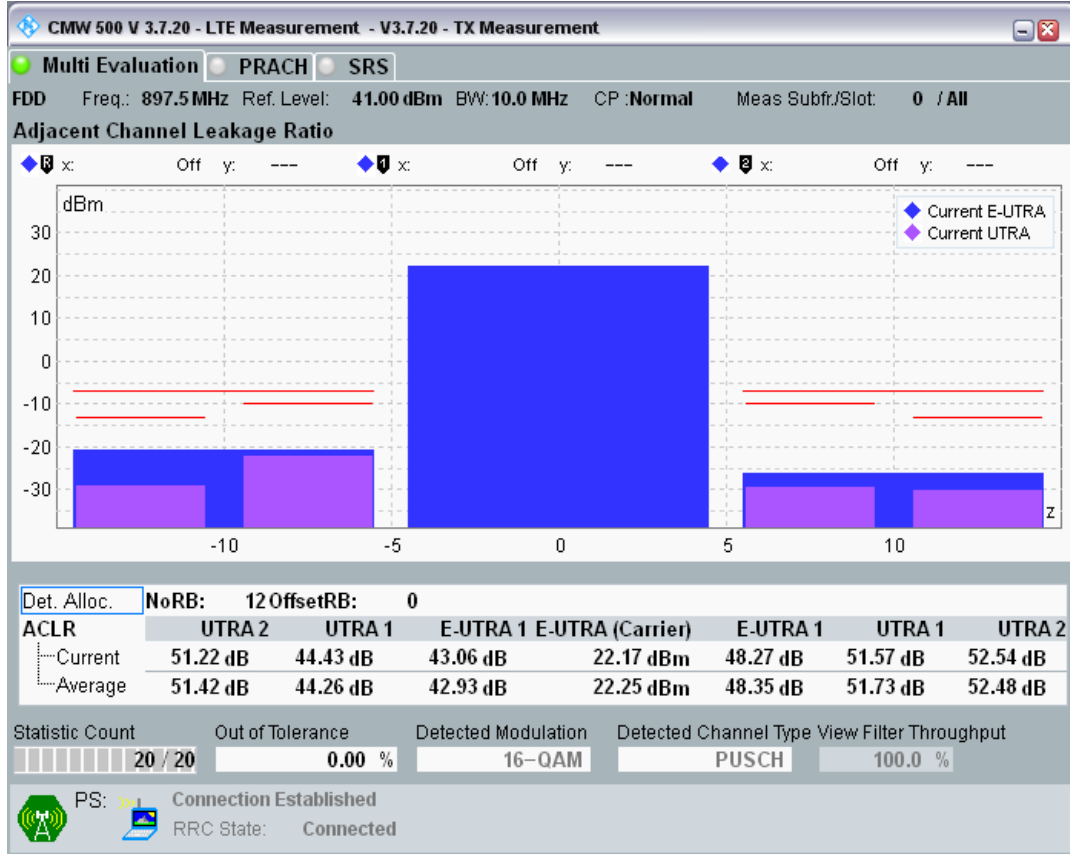 CMW 500 V 3.7.20 - LTE Measurement - V3.7.20 - TX Measurement
Multi Evaluation PRACH SRS
FDD Freq.: 897.5 MHz Ref. Level: 41.00 dBm BW: 10.0 MHz CP :Normal Meas Subfr./Slot: 0 / All
Adjacent Channel Leakage Ratio
R x: Off y: --- 1 x: Off y: --- 2 x: Off y: ---
dBm
Current E-UTRA
Current UTRA
30
20
10
0
-10
-20
-30
z
-10 -5 0 5 10
Det. Alloc. NoRB: 12 OffsetRB: 0
ACLR UTRA 2 UTRA 1 E-UTRA 1 E-UTRA (Carrier) E-UTRA 1 UTRA 1 UTRA 2
Current 51.22 dB 44.43 dB 43.06 dB 22.17 dBm 48.27 dB 51.57 dB 52.54 dB
Average 51.42 dB 44.26 dB 42.93 dB 22.25 dBm 48.35 dB 51.73 dB 52.48 dB
Statistic Count Out of Tolerance Detected Modulation Detected Channel Type View Filter Throughput
20 / 20 0.00 % 16-QAM PUSCH 100.0 %
PS: Connection Established
RRC State: Connected